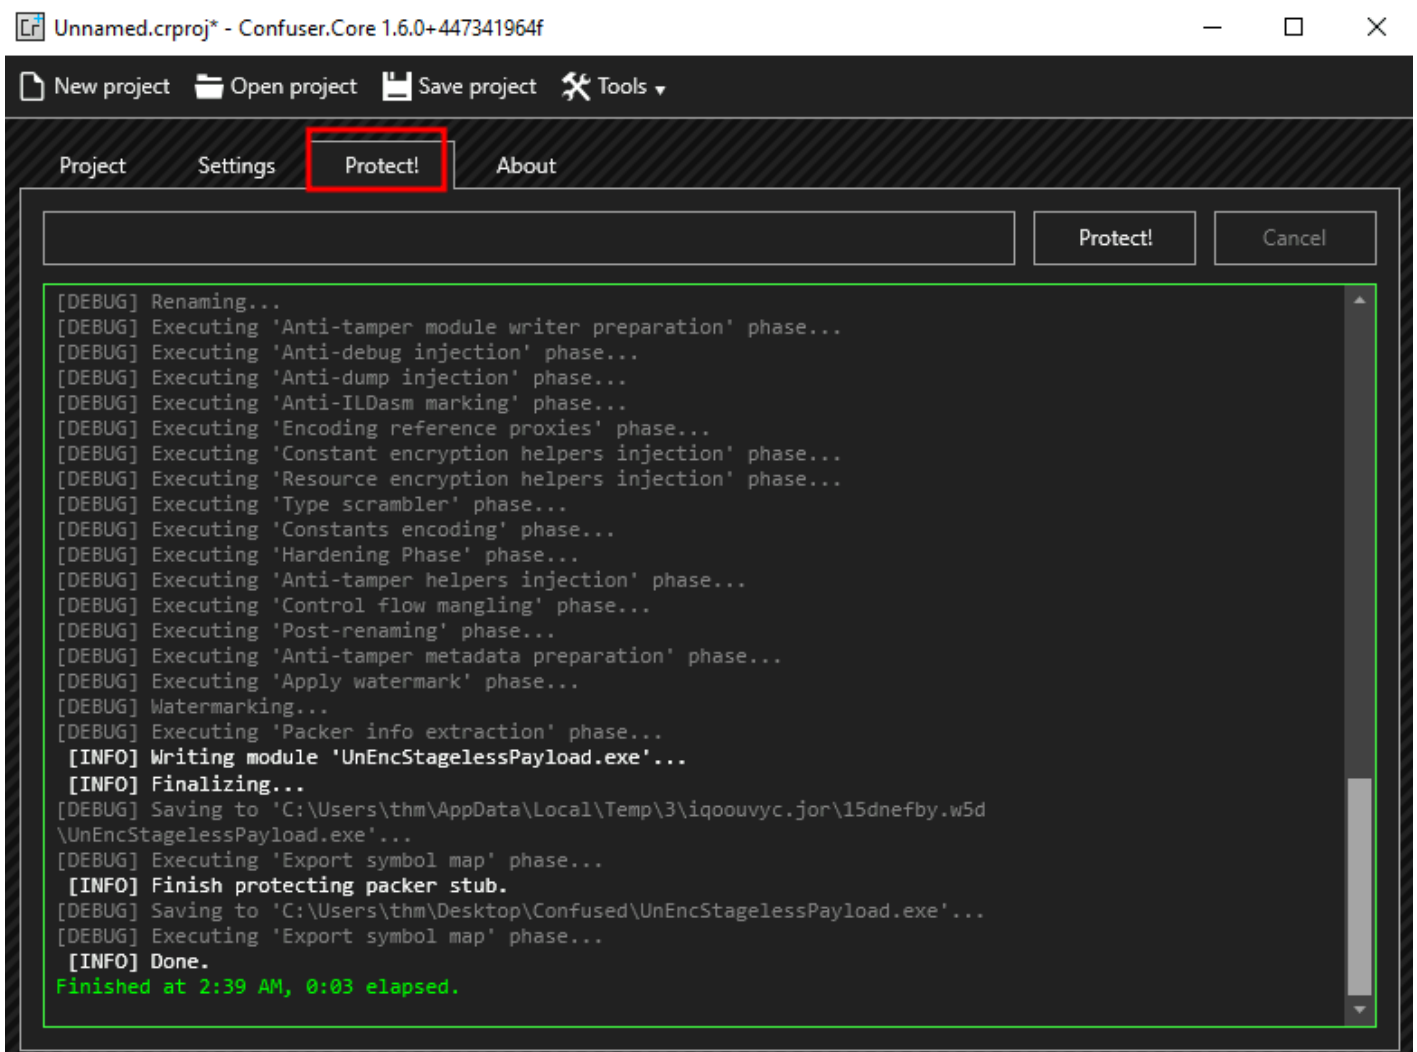 Unnamed.crproj* - Confuser.Core 1.6.0+447341964f
New project Open project Save project Tools
Project Settings Protect! About
Protect! Cancel
[DEBUG] Renaming...
[DEBUG] Executing 'Anti-tamper module writer preparation' phase...
[DEBUG] Executing 'Anti-debug injection' phase...
[DEBUG] Executing 'Anti-dump injection' phase...
[DEBUG] Executing 'Anti-ILDasm marking' phase...
[DEBUG] Executing 'Encoding reference proxies' phase...
[DEBUG] Executing 'Constant encryption helpers injection' phase...
[DEBUG] Executing 'Resource encryption helpers injection' phase...
[DEBUG] Executing 'Type scrambler' phase...
[DEBUG] Executing 'Constants encoding' phase...
[DEBUG] Executing 'Hardening Phase' phase...
[DEBUG] Executing 'Anti-tamper helpers injection' phase...
[DEBUG] Executing 'Control flow mangling' phase...
[DEBUG] Executing 'Post-renaming' phase...
[DEBUG] Executing 'Anti-tamper metadata preparation' phase...
[DEBUG] Executing 'Apply watermark' phase...
[DEBUG] Watermarking...
[DEBUG] Executing 'Packer info extraction' phase...
[INFO] Writing module 'UnEncStagelessPayload.exe'...
[INFO] Finalizing...
[DEBUG] Saving to 'C:\Users\thm\AppData\Local\Temp\3\iqoouvyc.jor\15dnefby.w5d
\UnEncStagelessPayload.exe'...
[DEBUG] Executing 'Export symbol map' phase...
[INFO] Finish protecting packer stub.
[DEBUG] Saving to 'C:\Users\thm\Desktop\Confused\UnEncStagelessPayload.exe'...
[DEBUG] Executing 'Export symbol map' phase...
[INFO] Done.
Finished at 2:39 AM, 0:03 elapsed.